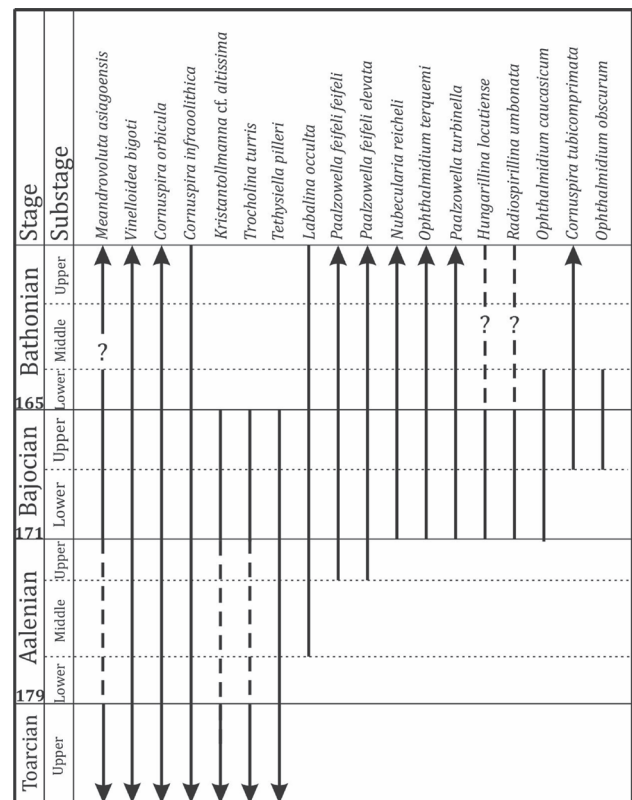 Stage
Substage
Meandrovoluta asiagoensis
Vinelloidea bigoti
Cornuspira orbicula
Cornuspira infraoolithica
Kristantollmanna cf. altissima
Trocholina turris
Tethysiella pilleri
Labalina occulta
Paalzowella feifeli feifeli
Paalzowella feifeli elevata
Nubecularia reicheli
Ophthalmidium terquemi
Paalzowella turbinella
Hungarillina locutiense
Radiospirillina umbonata
Ophthalmidium caucasicum
Cornuspira tubicomprimata
Ophthalmidium obscurum
Bathonian
Upper
Middle
?
?
?
Lower
165
Bajocian
Upper
Lower
171
Aalenian
Upper
Middle
Lower
179
Toarcian
Upper